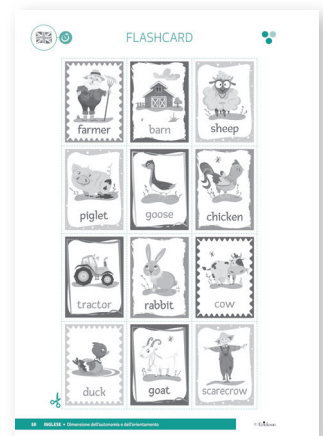 FLASHCARD
farmer barn sheep
piglet goose chicken
tractor rabbit cow
duck goat scarecrow
88 INGLESE • Dimensione dell'autonomia e dell'orientamento © Erickson